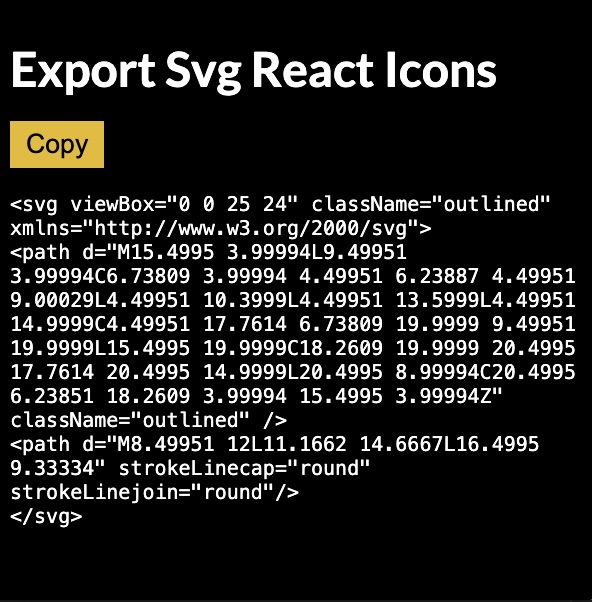 Export Svg React Icons
Copy
<svg viewBox="0 0 25 24" className="outlined"
xmlns="http://www.w3.org/2000/svg">
<path d="M15.4995 3.99994L9.49951
3.99994C6.73809 3.99994 4.49951 6.23887 4.49951
9.00029L4.49951 10.3999L4.49951 13.5999L4.49951
14.9999C4.49951 17.7614 6.73809 19.9999 9.49951
19.9999L15.4995 19.9999C18.2609 19.9999 20.4995
17.7614 20.4995 14.9999L20.4995 8.99994C20.4995
6.23851 18.2609 3.99994 15.4995 3.99994Z"
className="outlined" />
<path d="M8.49951 12L11.1662 14.6667L16.4995
9.33334" strokeLinecap="round"
strokeLinejoin="round"/>
</svg>